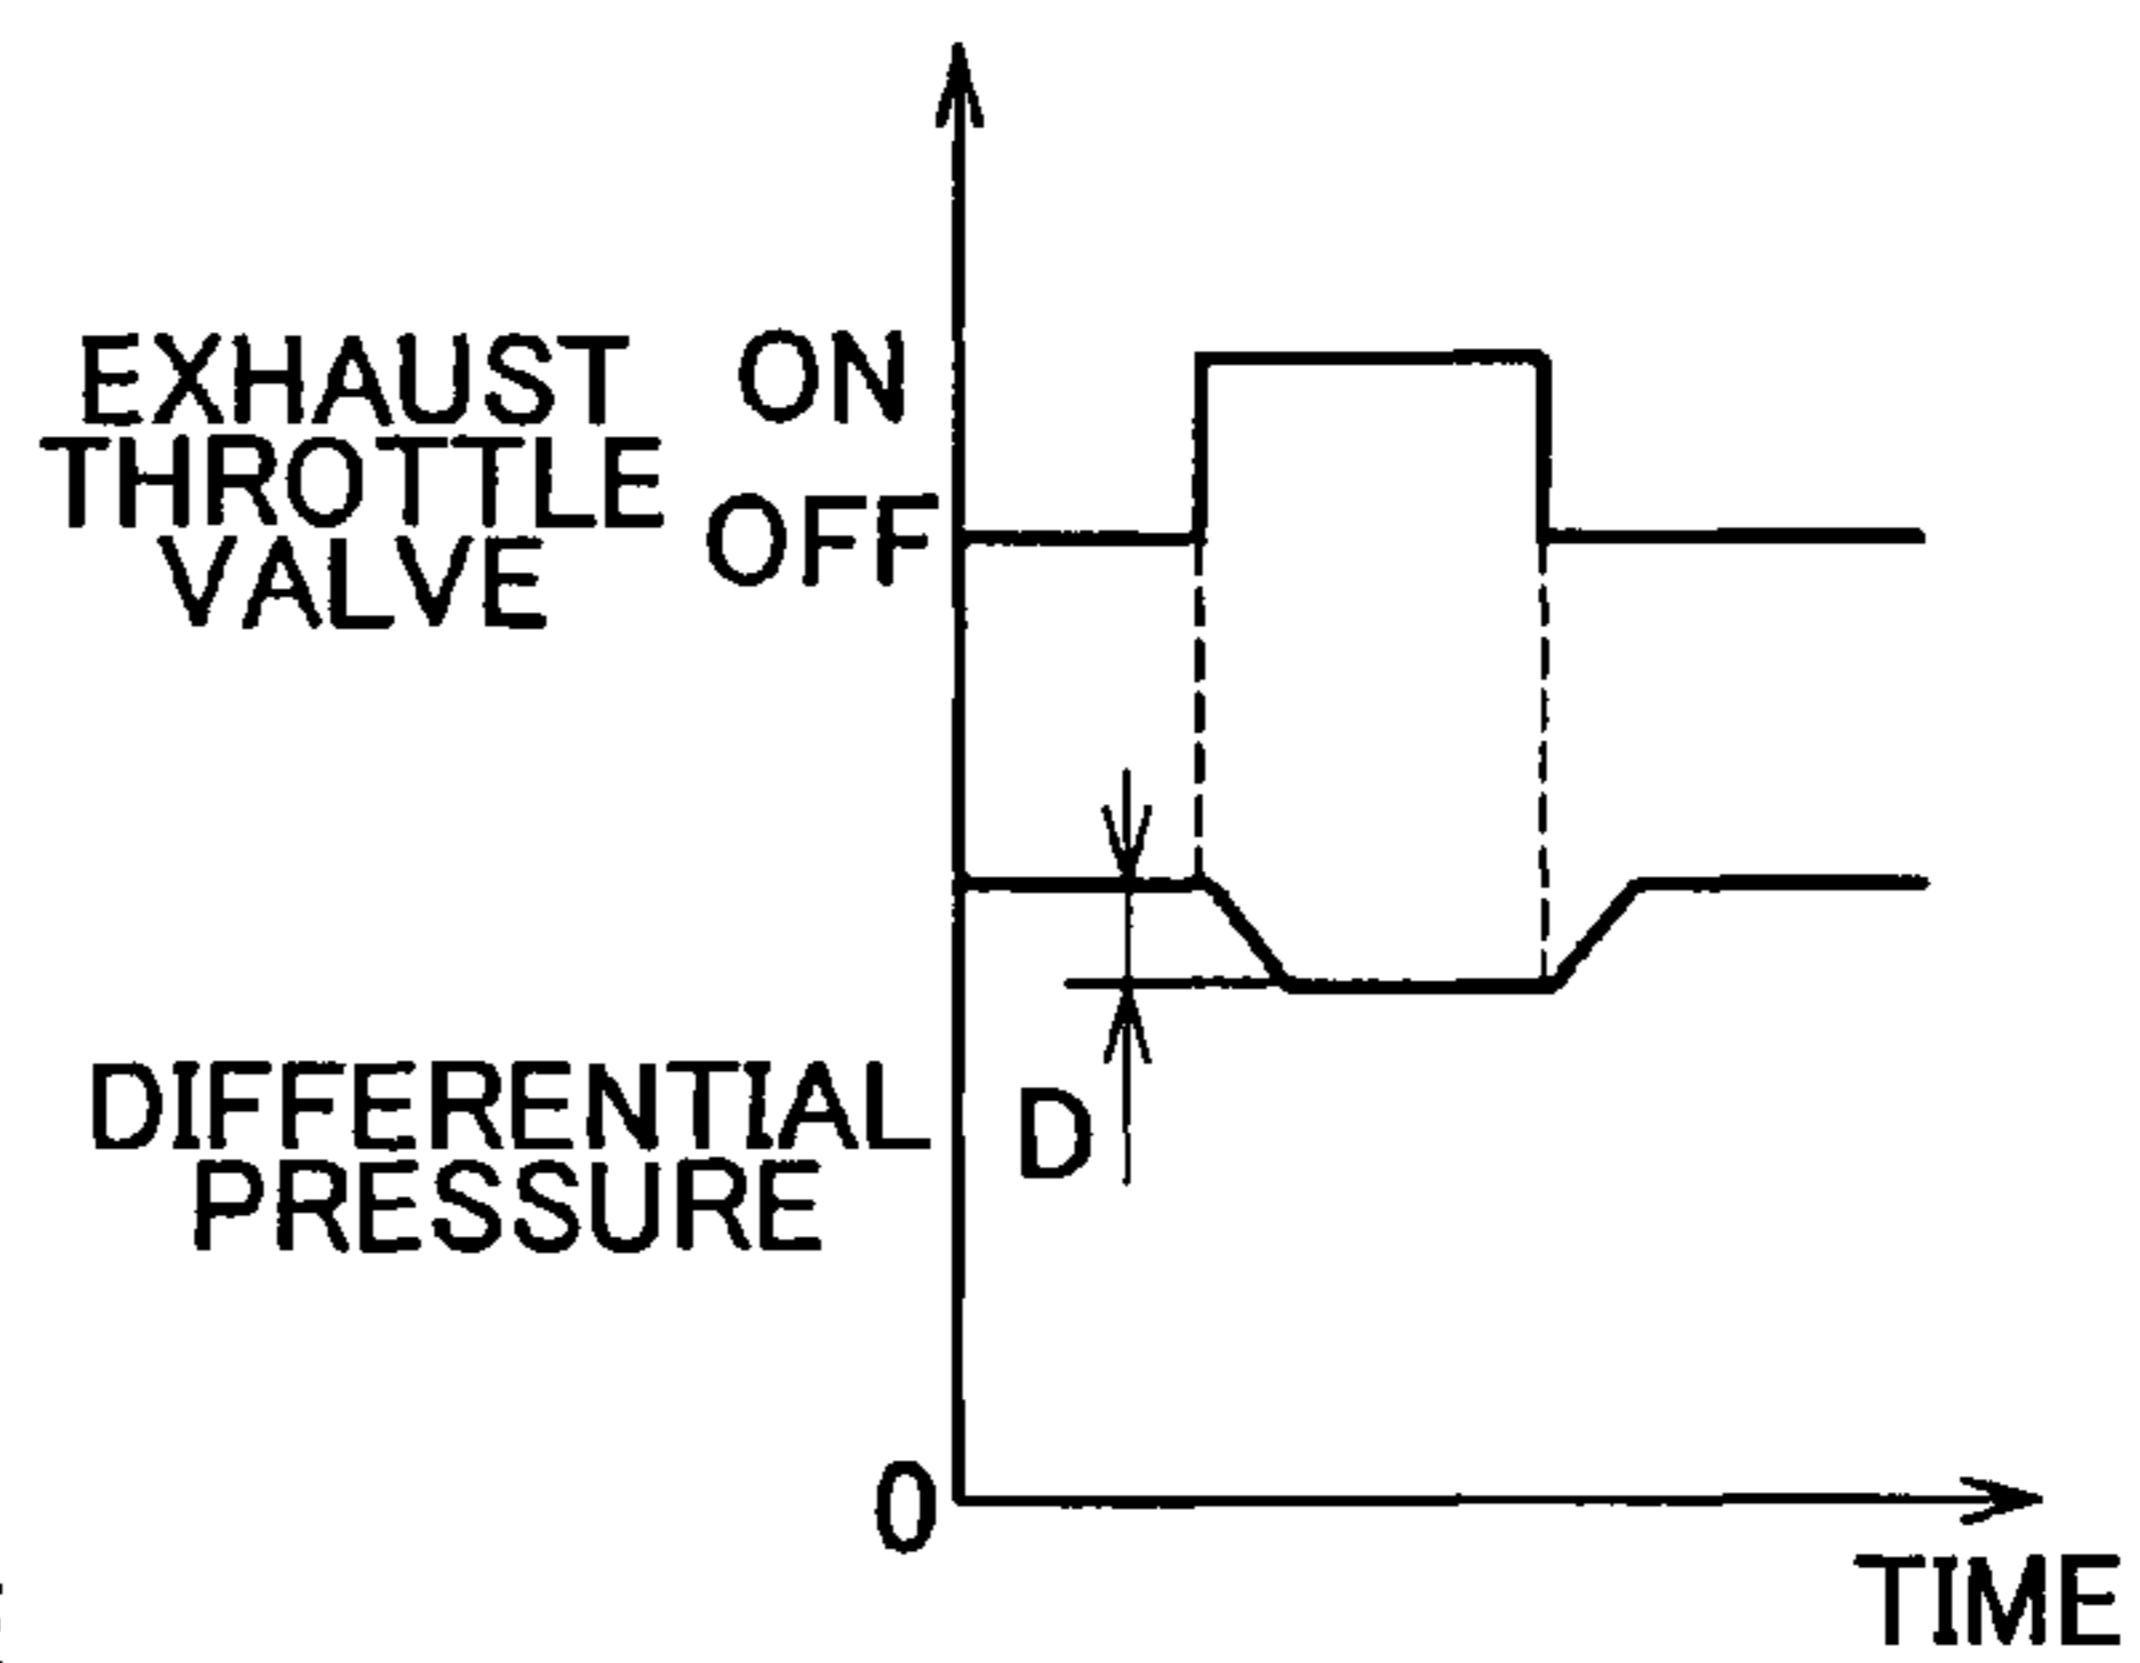 EXHAUST
THROTTLE
VALVE
ON
OFF
DIFFERENTIAL
PRESSURE
D
0
TIME